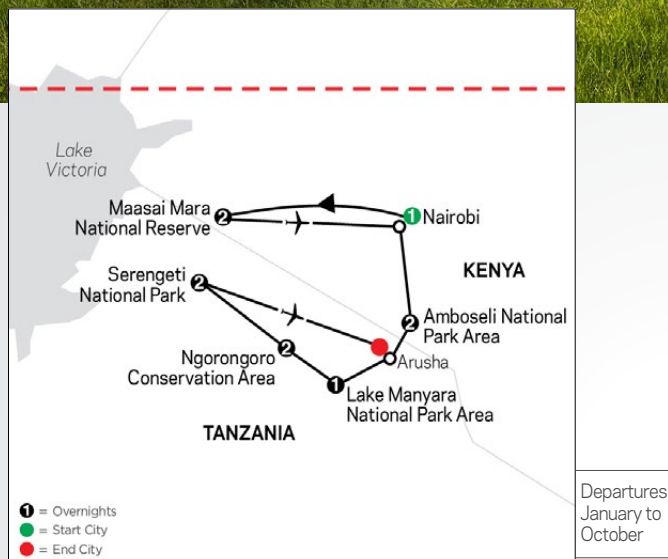 Lake
Victoria
Maasai Mara
National Reserve
2
1
Nairobi
KENYA
Serengeti
National Park
2
2
Amboseli National
Park Area
Ngorongoro
Conservation Area
2
Arusha
1
Lake Manyara
National Park Area
TANZANIA
1 = Overnights
= Start City
= End City
Departures
January to
October